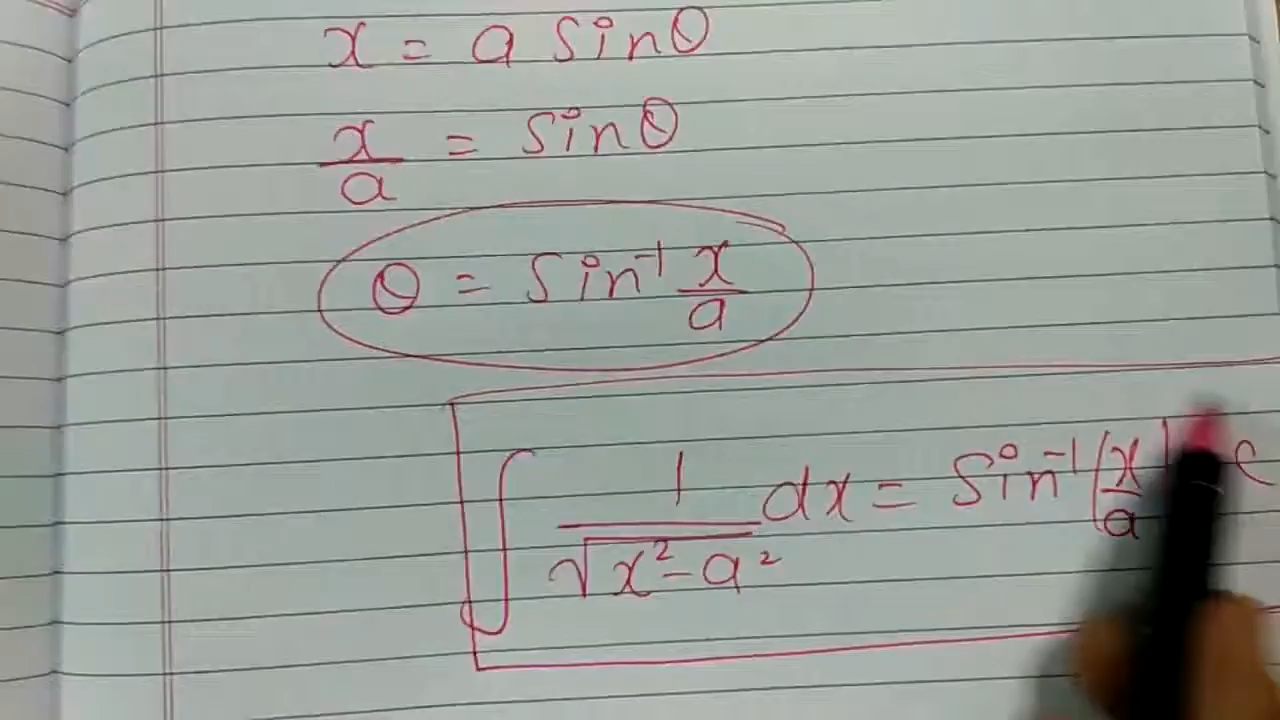 x = a sinθ
x/a = sinθ
θ = sin⁻¹ x/a
∫ 1/√(x²-a²) dx = sin⁻¹(x/a) c